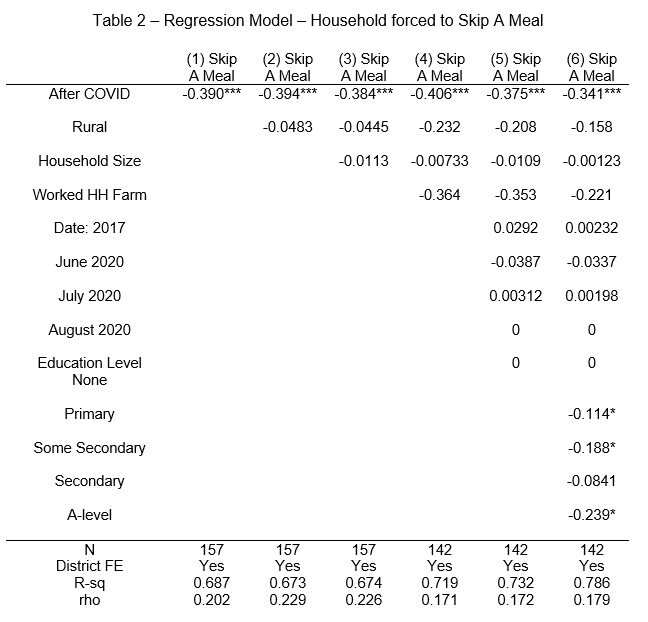 Table 2 – Regression Model – Household forced to Skip A Meal
(1) Skip (2) Skip (3) Skip (4) Skip (5) Skip (6) Skip
A Meal A Meal A Meal A Meal A Meal A Meal
After COVID -0.390*** -0.394*** -0.384*** -0.406*** -0.375*** -0.341***
Rural -0.0483 -0.0445 -0.232 -0.208 -0.158
Household Size -0.0113 -0.00733 -0.0109 -0.00123
Worked HH Farm -0.364 -0.353 -0.221
Date: 2017 0.0292 0.00232
June 2020 -0.0387 -0.0337
July 2020 0.00312 0.00198
August 2020 0 0
Education Level 0 0
None
Primary -0.114*
Some Secondary -0.188*
Secondary -0.0841
A-level -0.239*
N 157 157 157 142 142 142
District FE Yes Yes Yes Yes Yes Yes
R-sq 0.687 0.673 0.674 0.719 0.732 0.786
rho 0.202 0.229 0.226 0.171 0.172 0.179